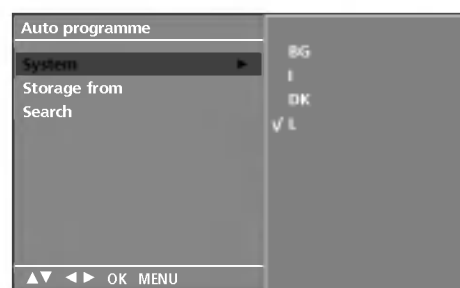 Auto programme
System ►
Storage from
Search
BG
I
DK
√ L
▲▼ ◄► OK MENU